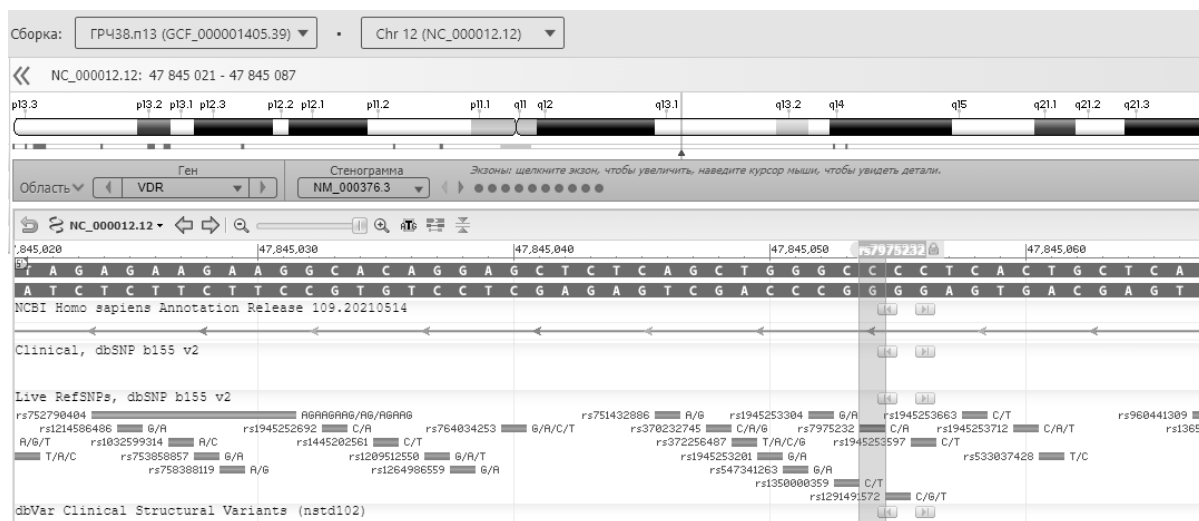 Сборка: ГРЧ38.п13 (GCF_000001405.39) • Chr 12 (NC_000012.12)
NC_000012.12: 47 845 021 - 47 845 087
p13.3 p13.2 p13.1 p12.3 p12.2 p12.1 p11.2 p11.1 q11 q12 q13.1 q13.2 q14 q15 q21.1 q21.2 q21.3
Ген Стенограмма Экзоны: щелкните экзон, чтобы увеличить, наведите курсор мыши, чтобы увидеть детали.
Область VDR NM_000376.3
NC_000012.12
,845,020 47,845,030 47,845,040 47,845,050 rs7975232 47,845,060
T A G A G A A G A A G G C A C A G G A G C T C T C A G C T G G G C C C C T C A C T G C T C A
A T C T C T T C T T C C G T G T C C T C G A G A G T C G A C C C G G G G A G T G A C G A G T
NCBI Homo sapiens Annotation Release 109.20210514
Clinical, dbSNP b155 v2
Live RefSNPs, dbSNP b155 v2
rs752790404 AGAAGAAG/AG/AGAAG rs751432886 A/G rs1945253304 G/A rs1945253663 C/T rs960441309
rs1214586486 G/A rs1945252692 C/A rs764034253 G/A/C/T rs370232745 C/A/G rs7975232 C/A rs1945253712 C/A/T rs1365
A/G/T rs1032599314 A/C rs1445202561 C/T rs372256487 T/A/C/G rs1945253597 C/T
T/A/C rs753858857 G/A rs1209512550 G/A/T rs1945253201 G/A rs533037428 T/C
rs758388119 A/G rs1264986559 G/A rs547341263 G/A
rs1350000359 C/T
rs1291491572 C/G/T
dbVar Clinical Structural Variants (nstd102)